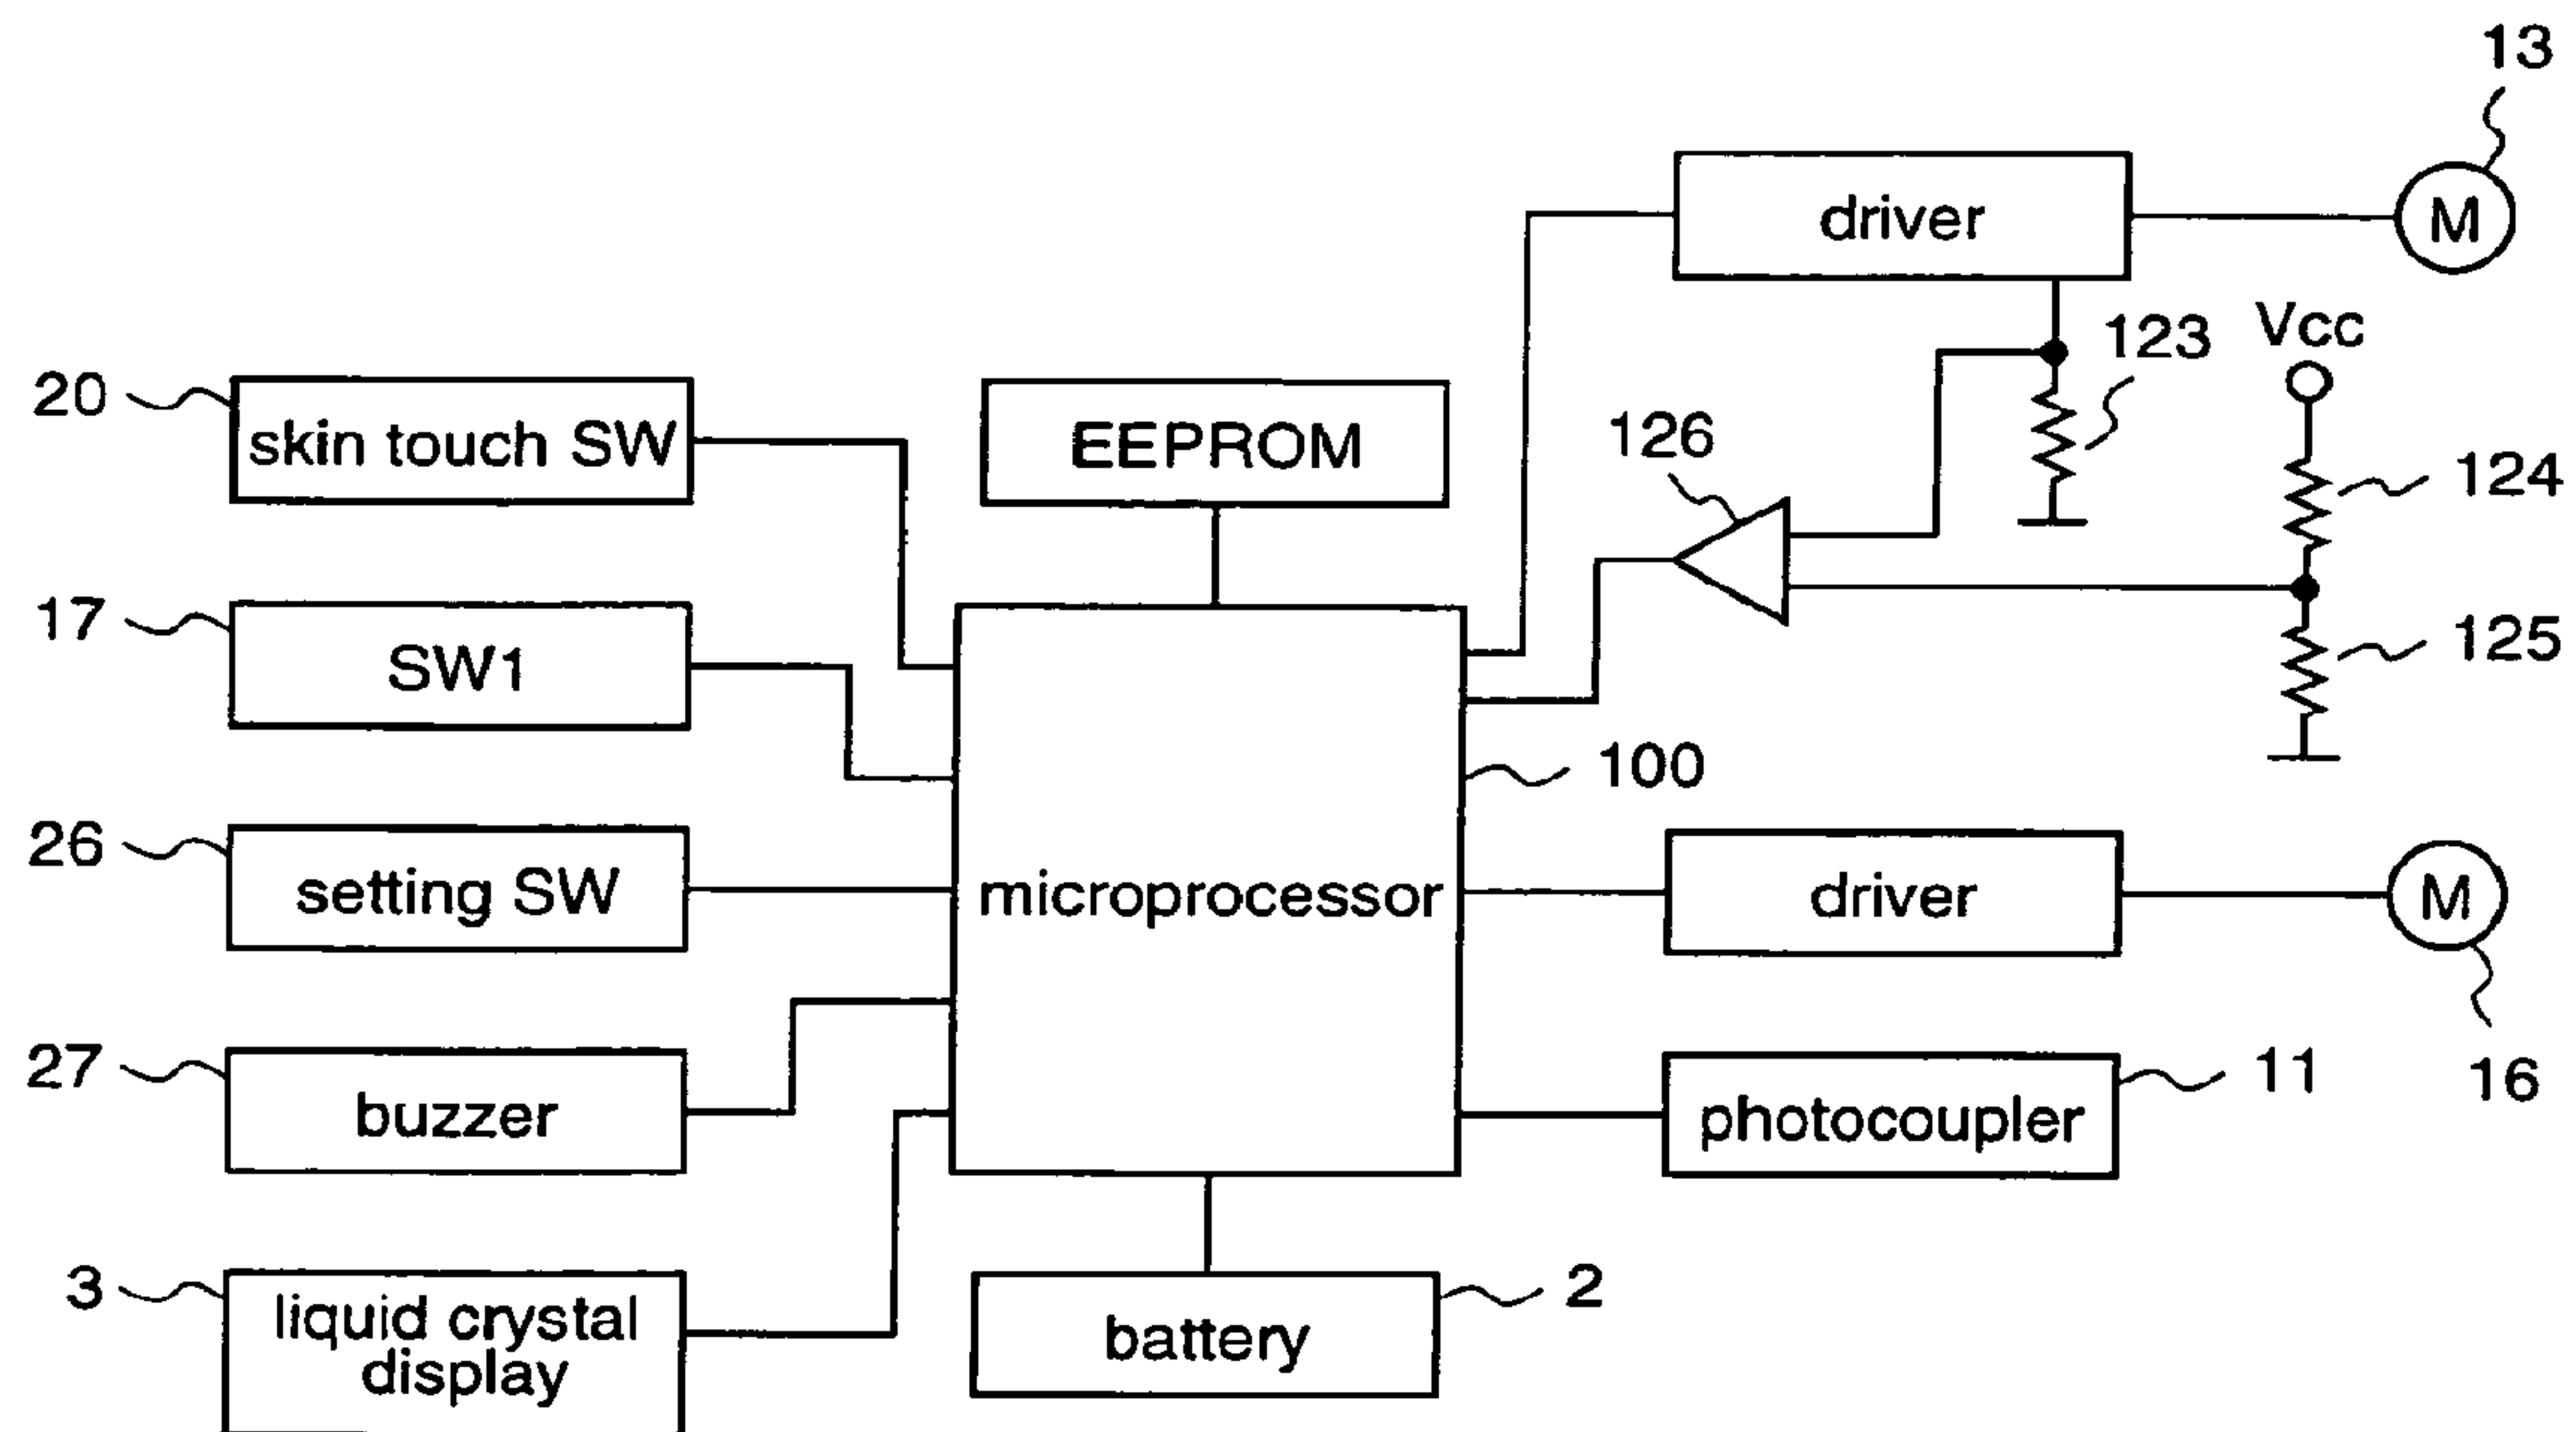 13
driver
M
Vcc
123
20
skin touch SW
EEPROM
126
124
17
SW1
125
100
26
setting SW
microprocessor
driver
M
27
buzzer
photocoupler
11
16
3
liquid crystal
display
battery
2